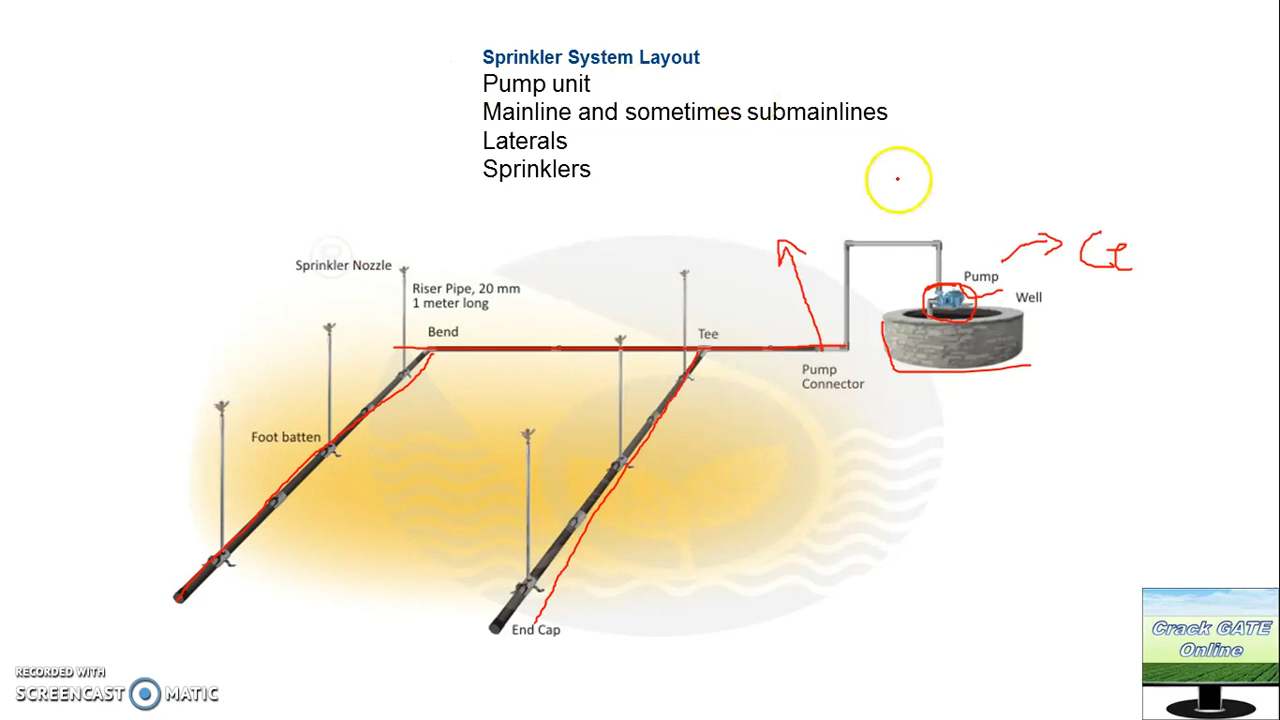 Sprinkler System Layout
Pump unit
Mainline and sometimes submainlines
Laterals
Sprinklers
Sprinkler Nozzle
Riser Pipe, 20 mm
1 meter long
Bend
Tee
Pump
Well
Pump
Connector
Foot batten
End Cap
Crack GATE
Online
RECORDED WITH
SCREENCAST MATIC